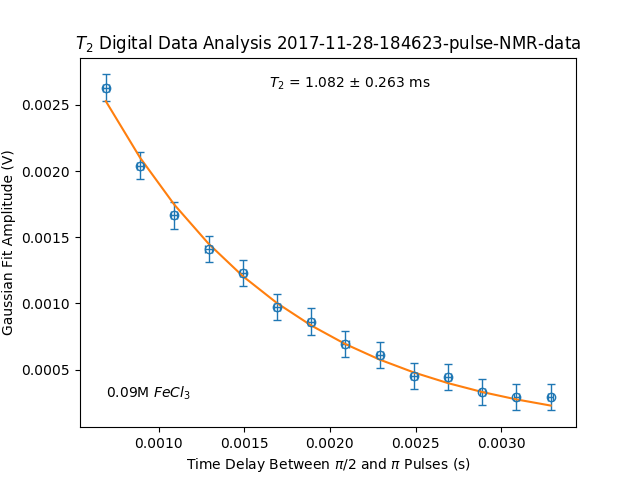 T₂ Digital Data Analysis 2017-11-28-184623-pulse-NMR-data
T₂ = 1.082 ± 0.263 ms
Gaussian Fit Amplitude (V)
0.0025
0.0020
0.0015
0.0010
0.0005
0.09M FeCl₃
0.0010 0.0015 0.0020 0.0025 0.0030
Time Delay Between π/2 and π Pulses (s)